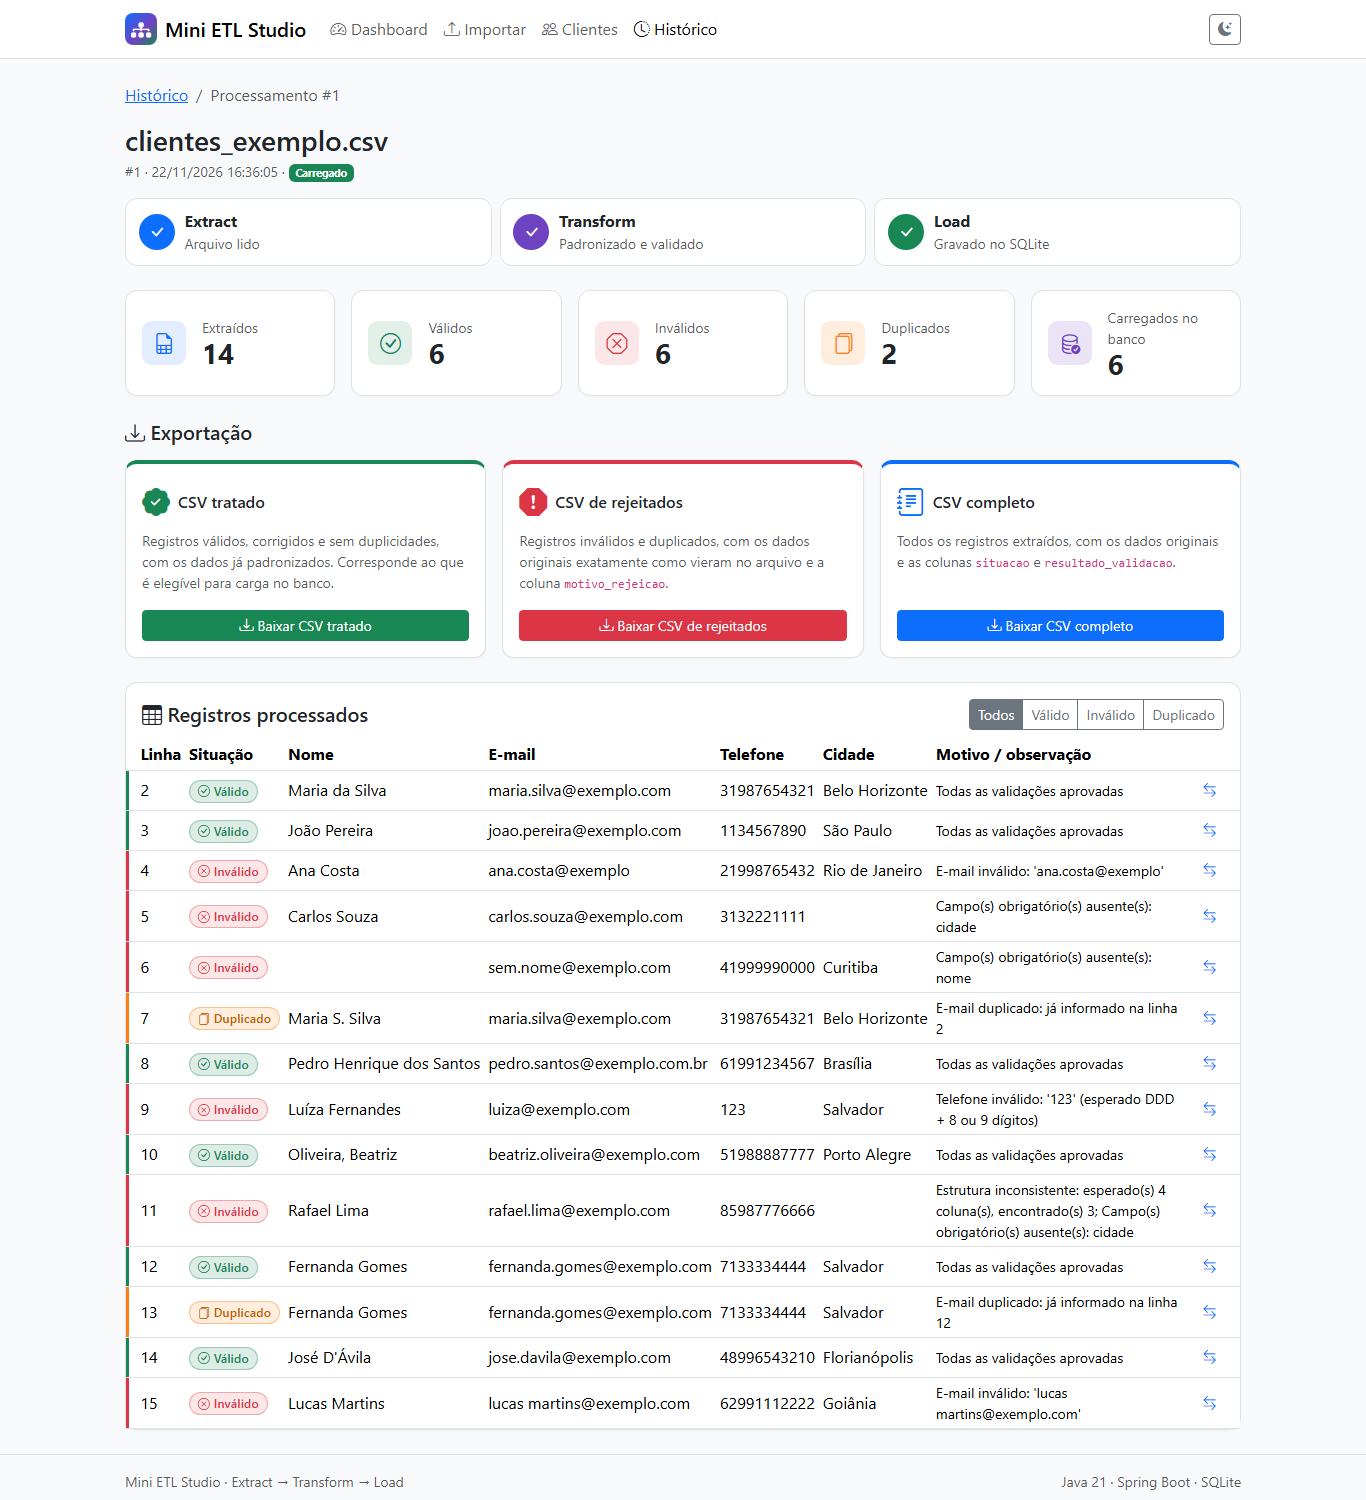 Mini ETL Studio Dashboard Importar Clientes Histórico
Histórico / Processamento #1
clientes_exemplo.csv
#1 · 22/11/2026 16:36:05 · Carregado
Extract
Arquivo lido
Transform
Padronizado e validado
Load
Gravado no SQLite
Extraídos
14
Válidos
6
Inválidos
6
Duplicados
2
Carregados no
banco
6
Exportação
CSV tratado
Registros válidos, corrigidos e sem duplicidades,
com os dados já padronizados. Corresponde ao que
é elegível para carga no banco.
Baixar CSV tratado
CSV de rejeitados
Registros inválidos e duplicados, com os dados
originais exatamente como vieram no arquivo e a
coluna motivo_rejeicao.
Baixar CSV de rejeitados
CSV completo
Todos os registros extraídos, com os dados originais
e as colunas situacao e resultado_validacao.
Baixar CSV completo
Registros processados
Todos Válido Inválido Duplicado
Linha Situação Nome E-mail Telefone Cidade Motivo / observação
2 Válido Maria da Silva maria.silva@exemplo.com 31987654321 Belo Horizonte Todas as validações aprovadas
3 Válido João Pereira joao.pereira@exemplo.com 1134567890 São Paulo Todas as validações aprovadas
4 Inválido Ana Costa ana.costa@exemplo 21998765432 Rio de Janeiro E-mail inválido: 'ana.costa@exemplo'
5 Inválido Carlos Souza carlos.souza@exemplo.com 3132221111 Campo(s) obrigatório(s) ausente(s):
cidade
6 Inválido sem.nome@exemplo.com 41999990000 Curitiba Campo(s) obrigatório(s) ausente(s):
nome
7 Duplicado Maria S. Silva maria.silva@exemplo.com 31987654321 Belo Horizonte E-mail duplicado: já informado na linha
2
8 Válido Pedro Henrique dos Santos pedro.santos@exemplo.com.br 61991234567 Brasília Todas as validações aprovadas
9 Inválido Luíza Fernandes luiza@exemplo.com 123 Salvador Telefone inválido: '123' (esperado DDD
+ 8 ou 9 dígitos)
10 Válido Oliveira, Beatriz beatriz.oliveira@exemplo.com 51988887777 Porto Alegre Todas as validações aprovadas
11 Inválido Rafael Lima rafael.lima@exemplo.com 85987776666 Estrutura inconsistente: esperado(s) 4
coluna(s), encontrado(s) 3; Campo(s)
obrigatório(s) ausente(s): cidade
12 Válido Fernanda Gomes fernanda.gomes@exemplo.com 7133334444 Salvador Todas as validações aprovadas
13 Duplicado Fernanda Gomes fernanda.gomes@exemplo.com 7133334444 Salvador E-mail duplicado: já informado na linha
12
14 Válido José D'Ávila jose.davila@exemplo.com 48996543210 Florianópolis Todas as validações aprovadas
15 Inválido Lucas Martins lucas martins@exemplo.com 62991112222 Goiânia E-mail inválido: 'lucas
martins@exemplo.com'
Mini ETL Studio · Extract → Transform → Load
Java 21 · Spring Boot · SQLite